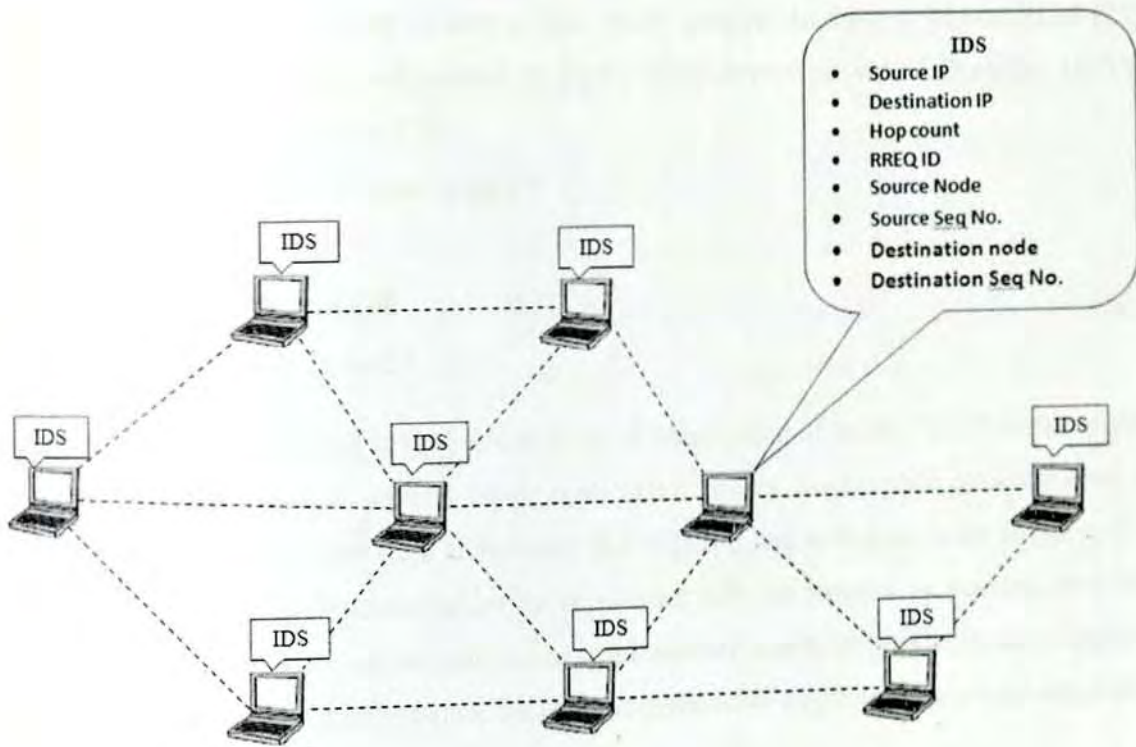 IDS
• Source IP
• Destination IP
• Hop count
• RREQ ID
• Source Node
• Source Seq No.
• Destination node
• Destination Seq No.
IDS
IDS
IDS
IDS
IDS
IDS
IDS
IDS